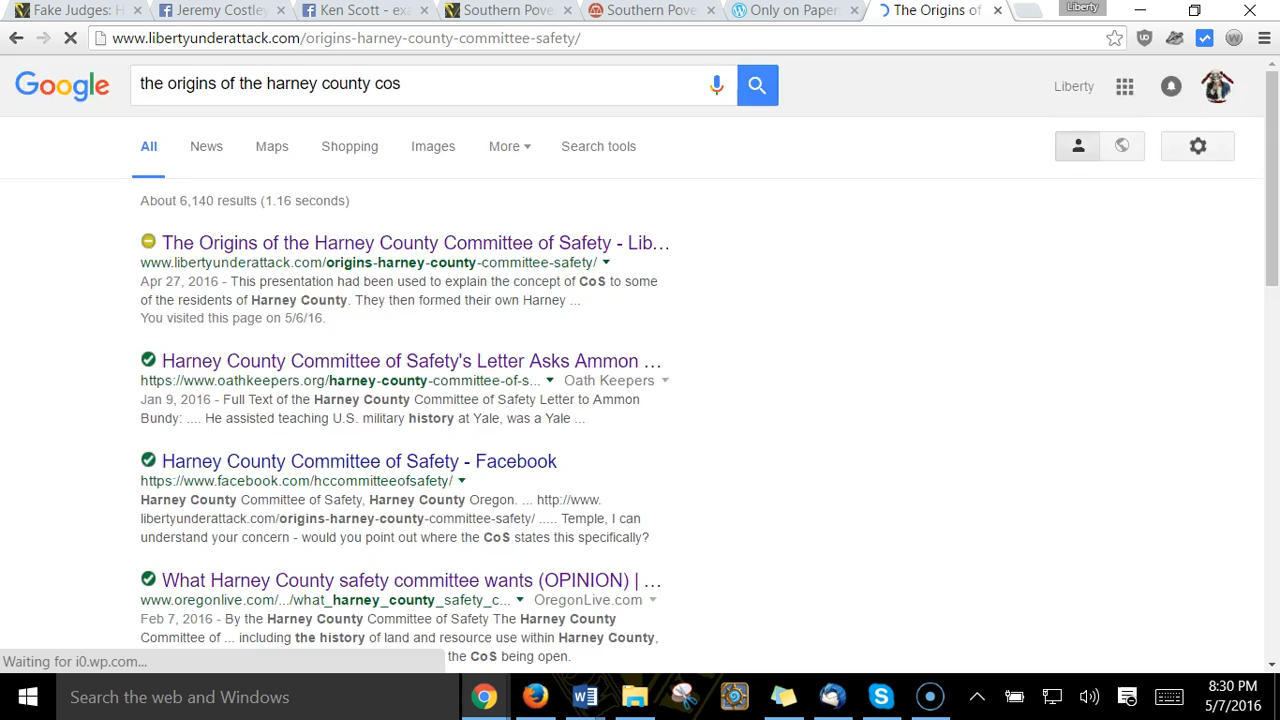 Fake Judges: H
Jeremy Costley
Ken Scott - exa
Southern Pove
Southern Pove
Only on Paper
The Origins of
Liberty
www.libertyunderattack.com/origins-harney-county-committee-safety/
Google
the origins of the harney county cos
Liberty
All News Maps Shopping Images More Search tools
About 6,140 results (1.16 seconds)
The Origins of the Harney County Committee of Safety - Lib...
www.libertyunderattack.com/origins-harney-county-committee-safety/
Apr 27, 2016 - This presentation had been used to explain the concept of CoS to some
of the residents of Harney County. They then formed their own Harney ...
You visited this page on 5/6/16.
Harney County Committee of Safety's Letter Asks Ammon ...
https://www.oathkeepers.org/harney-county-committee-of-s... Oath Keepers
Jan 9, 2016 - Full Text of the Harney County Committee of Safety Letter to Ammon
Bundy: .... He assisted teaching U.S. military history at Yale, was a Yale ...
Harney County Committee of Safety - Facebook
https://www.facebook.com/hccommitteeofsafety/
Harney County Committee of Safety, Harney County Oregon. ... http://www.
libertyunderattack.com/origins-harney-county-committee-safety/ ..... Temple, I can
understand your concern - would you point out where the CoS states this specifically?
What Harney County safety committee wants (OPINION) | ...
www.oregonlive.com/.../what_harney_county_safety_c... OregonLive.com
Feb 7, 2016 - By the Harney County Committee of Safety The Harney County
Committee of ... including the history of land and resource use within Harney County,
the CoS being open.
Waiting for i0.wp.com...
Search the web and Windows
8:30 PM
5/7/2016